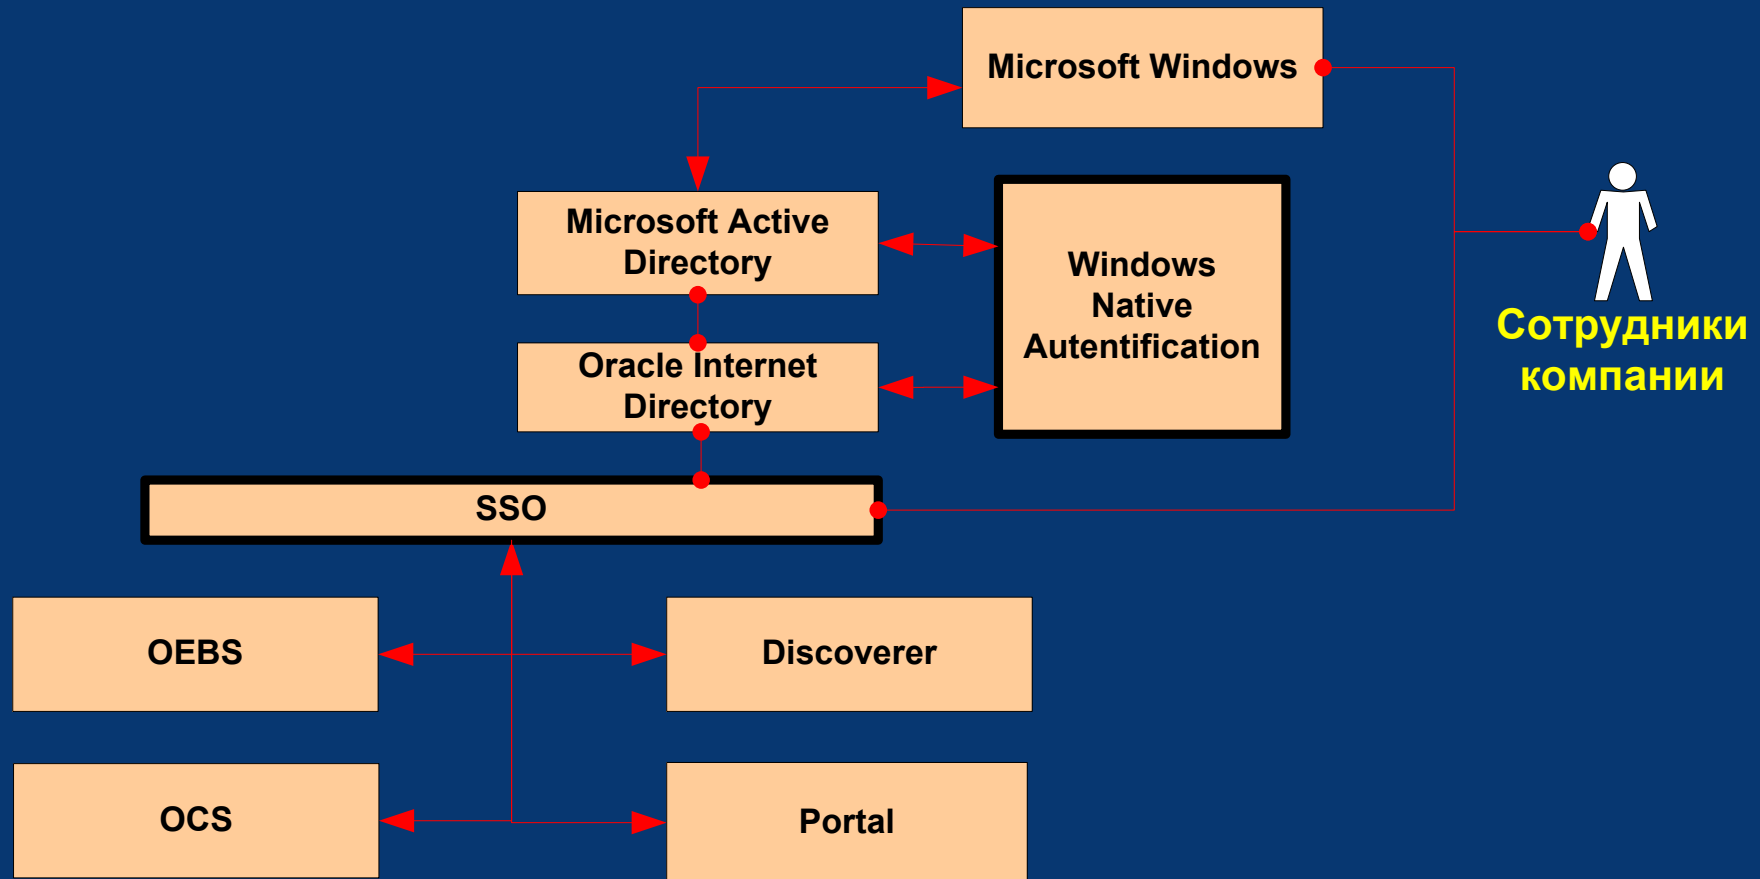 Microsoft Windows
Microsoft Active
Directory
Windows
Native
Autentification
Сотрудники
компании
Oracle Internet
Directory
SSO
OEBS
Discoverer
OCS
Portal